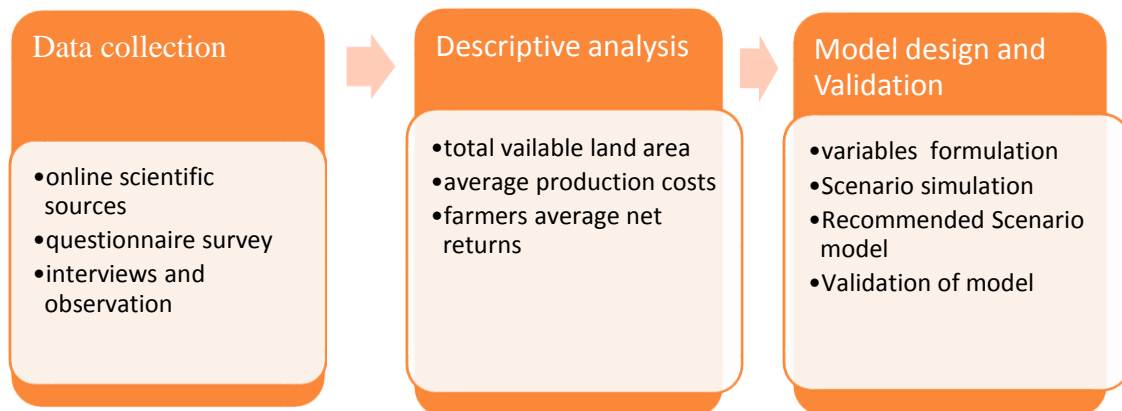 Data collection
•online scientific
sources
•questionnaire survey
•interviews and
observation
Descriptive analysis
•total vailable land area
•average production costs
•farmers average net
returns
Model design and
Validation
•variables formulation
•Scenario simulation
•Recommended Scenario
model
•Validation of model